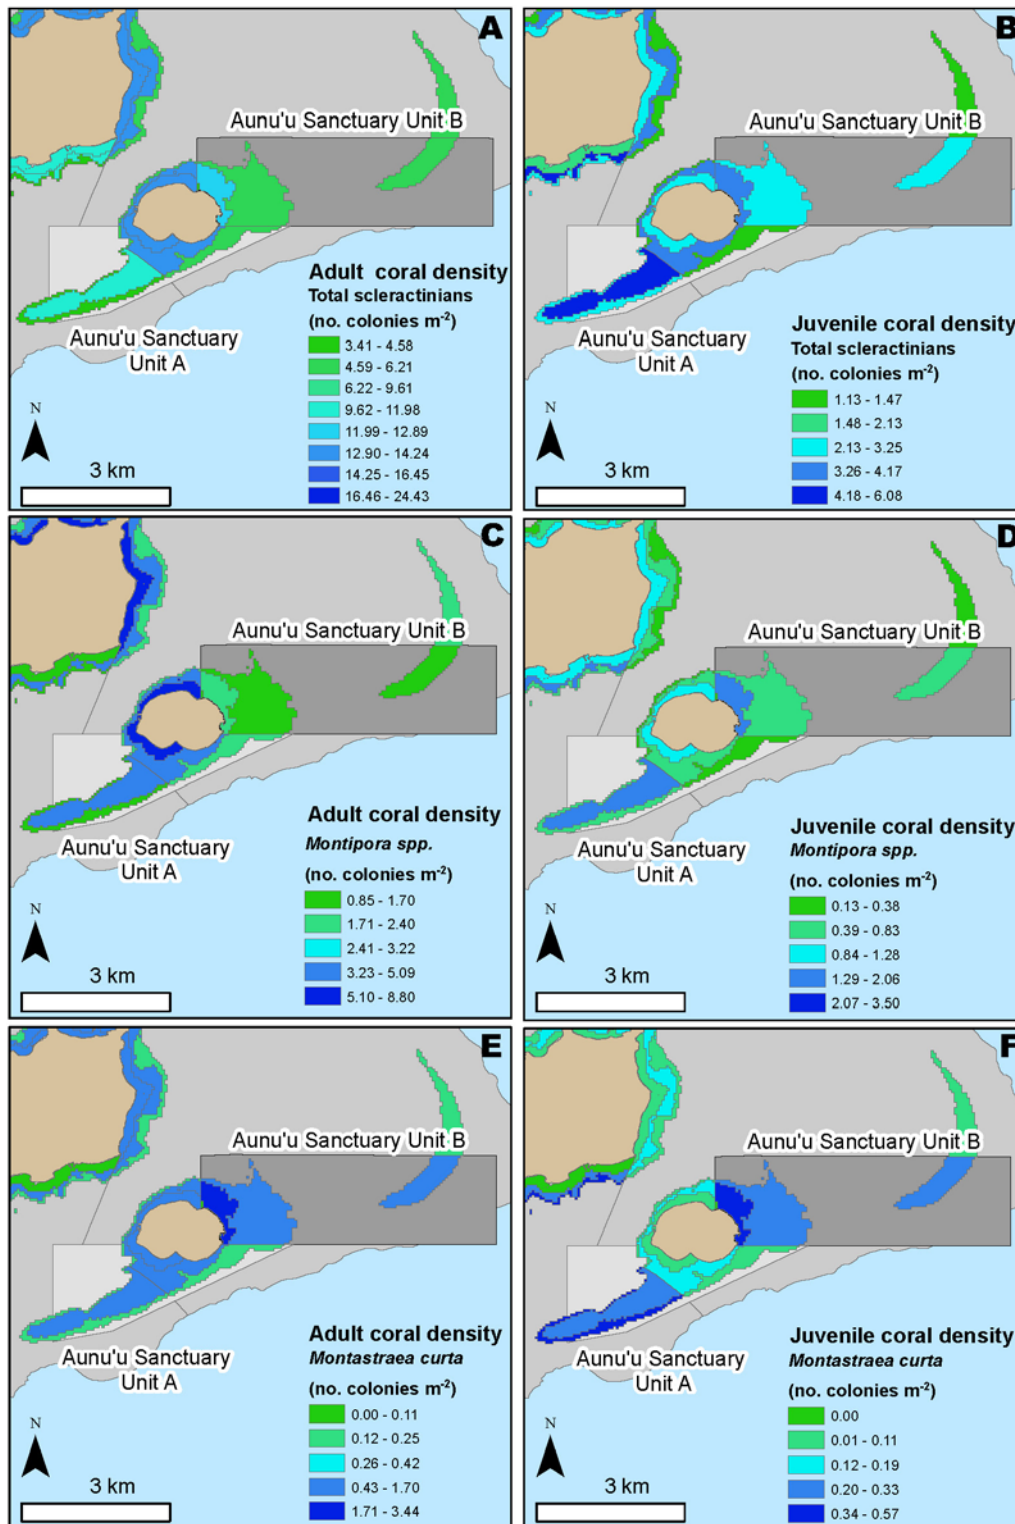 A
Aunu'u Sanctuary Unit B
Adult coral density
Total scleractinians
(no. colonies m⁻²)
3.41 - 4.58
4.59 - 6.21
6.22 - 9.61
9.62 - 11.98
11.99 - 12.89
12.90 - 14.24
14.25 - 16.45
16.46 - 24.43
Aunu'u Sanctuary
Unit A
N
3 km
B
Aunu'u Sanctuary Unit B
Juvenile coral density
Total scleractinians
(no. colonies m⁻²)
1.13 - 1.47
1.48 - 2.13
2.13 - 3.25
3.26 - 4.17
4.18 - 6.08
Aunu'u Sanctuary
Unit A
N
3 km
C
Aunu'u Sanctuary Unit B
Adult coral density
Montipora spp.
(no. colonies m⁻²)
0.85 - 1.70
1.71 - 2.40
2.41 - 3.22
3.23 - 5.09
5.10 - 8.80
Aunu'u Sanctuary
Unit A
N
3 km
D
Aunu'u Sanctuary Unit B
Juvenile coral density
Montipora spp.
(no. colonies m⁻²)
0.13 - 0.38
0.39 - 0.83
0.84 - 1.28
1.29 - 2.06
2.07 - 3.50
Aunu'u Sanctuary
Unit A
N
3 km
E
Aunu'u Sanctuary Unit B
Adult coral density
Montastraea curta
(no. colonies m⁻²)
0.00 - 0.11
0.12 - 0.25
0.26 - 0.42
0.43 - 1.70
1.71 - 3.44
Aunu'u Sanctuary
Unit A
N
3 km
F
Aunu'u Sanctuary Unit B
Juvenile coral density
Montastraea curta
(no. colonies m⁻²)
0.00
0.01 - 0.11
0.12 - 0.19
0.20 - 0.33
0.34 - 0.57
Aunu'u Sanctuary
Unit A
N
3 km